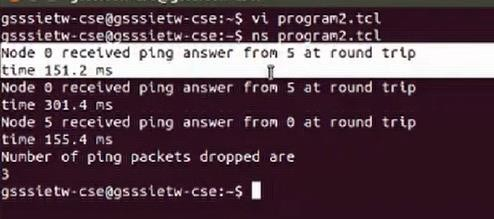 gsssietw-cse@gsssietw-cse:~$ vi program2.tcl
gsssietw-cse@gsssietw-cse:~$ ns program2.tcl
Node 0 received ping answer from 5 at round trip
time 151.2 ms
Node 0 received ping answer from 5 at round trip
time 301.4 ms
Node 5 received ping answer from 0 at round trip
time 155.4 ms
Number of ping packets dropped are
3
gsssietw-cse@gsssietw-cse:~$